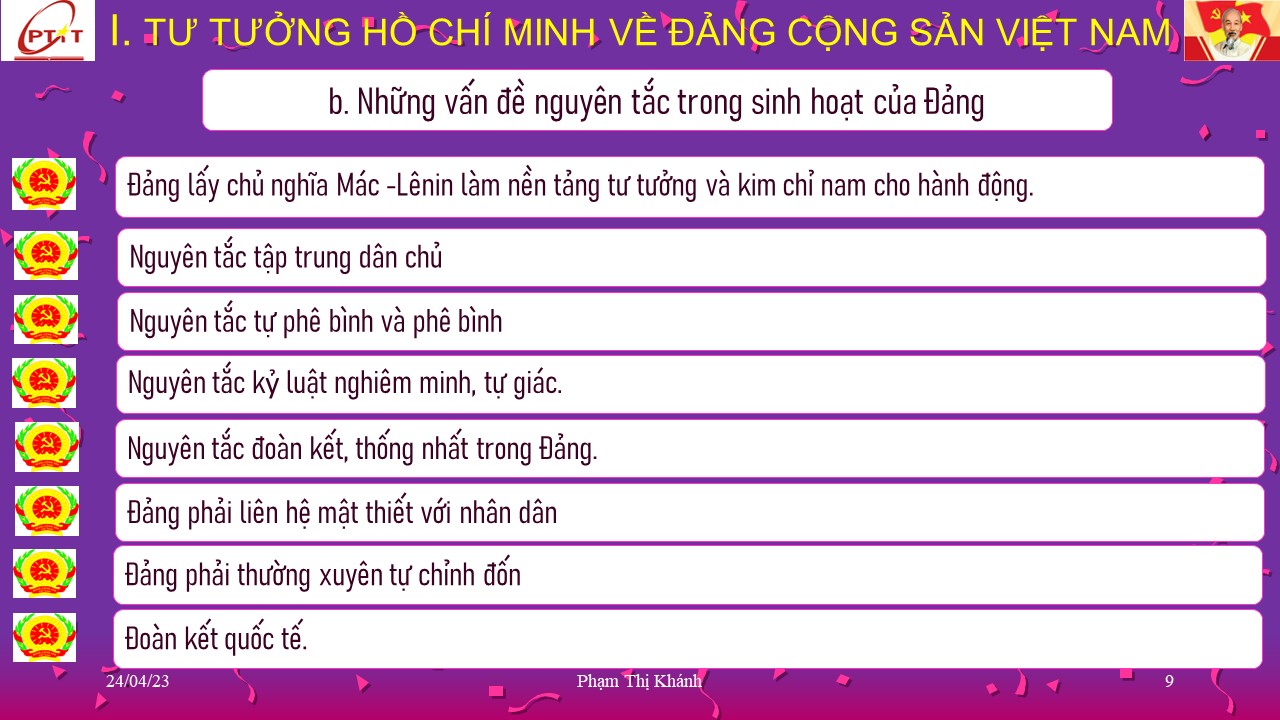 PTIT
I. TƯ TƯỞNG HỒ CHÍ MINH VỀ ĐẢNG CỘNG SẢN VIỆT NAM
b. Những vấn đề nguyên tắc trong sinh hoạt của Đảng
Đảng lấy chủ nghĩa Mác -Lênin làm nền tảng tư tưởng và kim chỉ nam cho hành động.
Nguyên tắc tập trung dân chủ
Nguyên tắc tự phê bình và phê bình
Nguyên tắc kỷ luật nghiêm minh, tự giác.
Nguyên tắc đoàn kết, thống nhất trong Đảng.
Đảng phải liên hệ mật thiết với nhân dân
Đảng phải thường xuyên tự chỉnh đốn
Đoàn kết quốc tế.
24/04/23
Phạm Thị Khánh
9